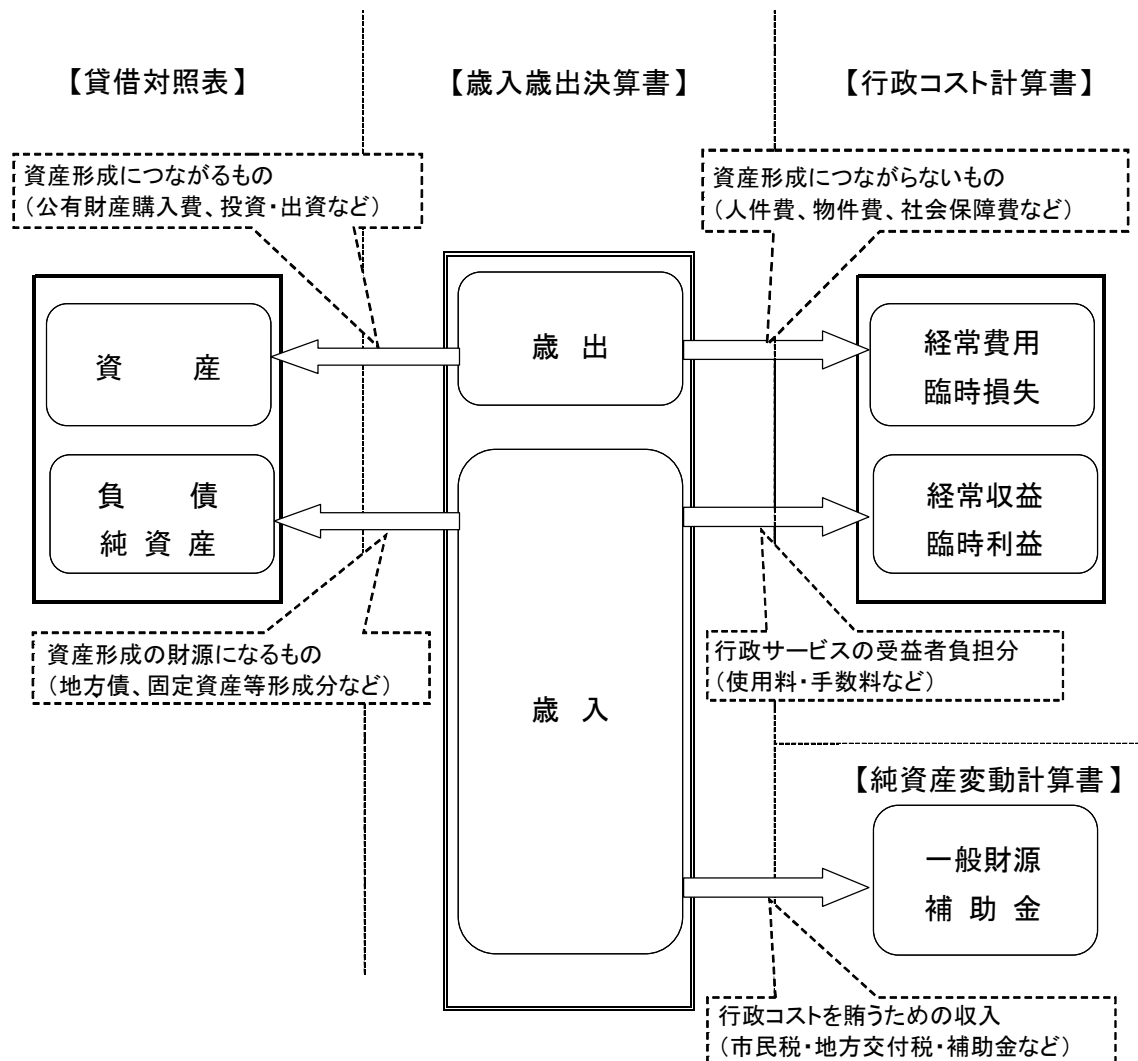 【貸借対照表】
【歳入歳出決算書】
【行政コスト計算書】
資産形成につながるもの
（公有財産購入費、投資・出資など）
資産形成につながらないもの
（人件費、物件費、社会保障費など）
資　産
歳 出
経常費用
臨時損失
負　債
純 資 産
経常収益
臨時利益
資産形成の財源になるもの
（地方債、固定資産等形成分など）
歳 入
行政サービスの受益者負担分
（使用料・手数料など）
【純資産変動計算書】
一般財源
補 助 金
行政コストを賄うための収入
（市民税・地方交付税・補助金など）